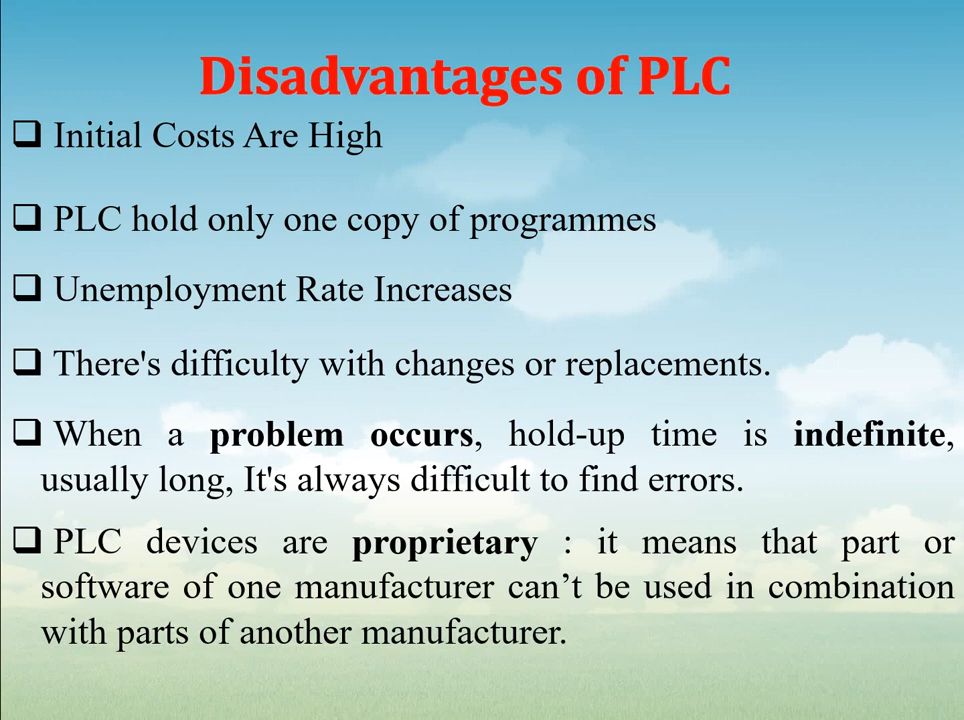 Disadvantages of PLC
❑ Initial Costs Are High
❑ PLC hold only one copy of programmes
❑ Unemployment Rate Increases
❑ There's difficulty with changes or replacements.
❑ When a problem occurs, hold-up time is indefinite,
usually long, It's always difficult to find errors.
❑ PLC devices are proprietary : it means that part or
software of one manufacturer can’t be used in combination
with parts of another manufacturer.